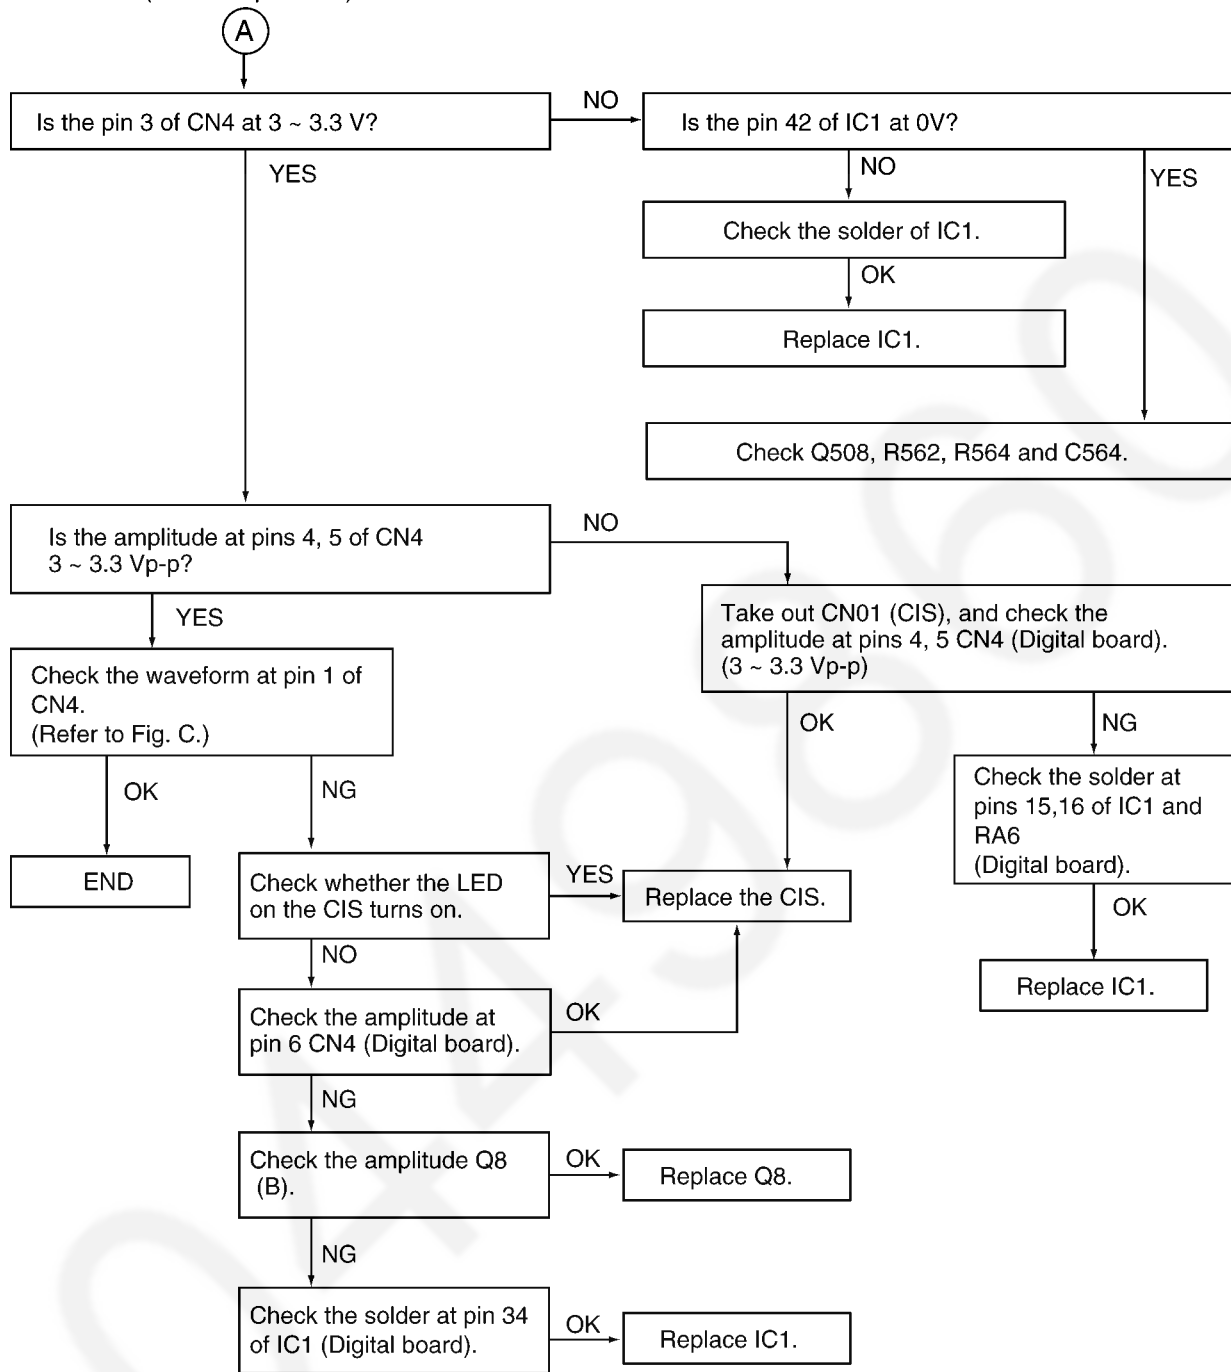 A
Is the pin 3 of CN4 at 3 ~ 3.3 V?
NO
Is the pin 42 of IC1 at 0V?
YES
NO
YES
Check the solder of IC1.
OK
Replace IC1.
Check Q508, R562, R564 and C564.
Is the amplitude at pins 4, 5 of CN4
3 ~ 3.3 Vp-p?
NO
YES
Take out CN01 (CIS), and check the
amplitude at pins 4, 5 CN4 (Digital board).
(3 ~ 3.3 Vp-p)
Check the waveform at pin 1 of
CN4.
(Refer to Fig. C.)
OK
NG
OK
NG
Check the solder at
pins 15,16 of IC1 and
RA6
(Digital board).
END
Check whether the LED
on the CIS turns on.
YES
Replace the CIS.
OK
NO
Replace IC1.
Check the amplitude at
pin 6 CN4 (Digital board).
OK
NG
Check the amplitude Q8
(B).
OK
Replace Q8.
NG
Check the solder at pin 34
of IC1 (Digital board).
OK
Replace IC1.